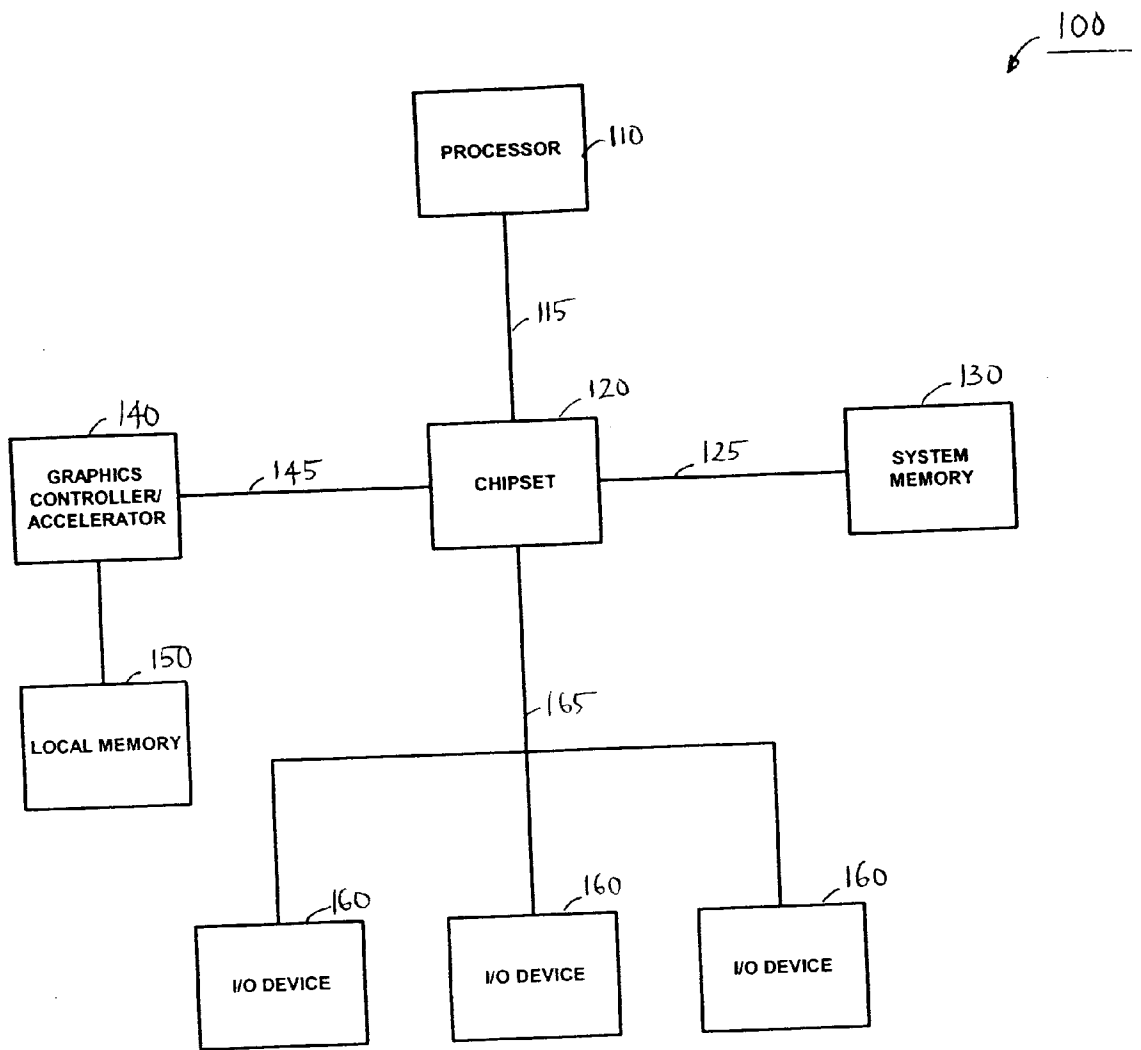 100
PROCESSOR
110
115
120
130
140
GRAPHICS
CONTROLLER/
ACCELERATOR
145
CHIPSET
125
SYSTEM
MEMORY
150
LOCAL MEMORY
165
160
160
160
I/O DEVICE
I/O DEVICE
I/O DEVICE